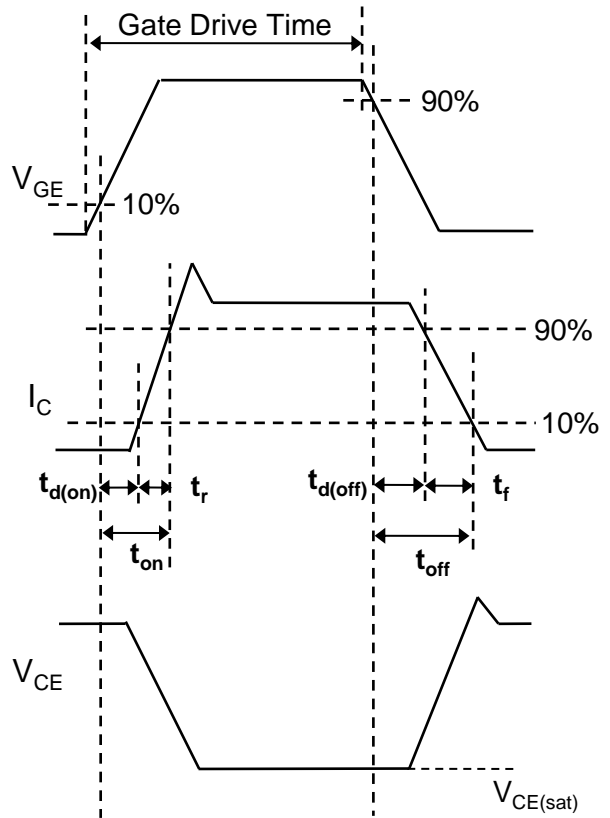 Gate Drive Time
90%
V_GE
10%
90%
I_C
10%
t_d(on)
t_r
t_d(off)
t_f
t_on
t_off
V_CE
V_CE(sat)